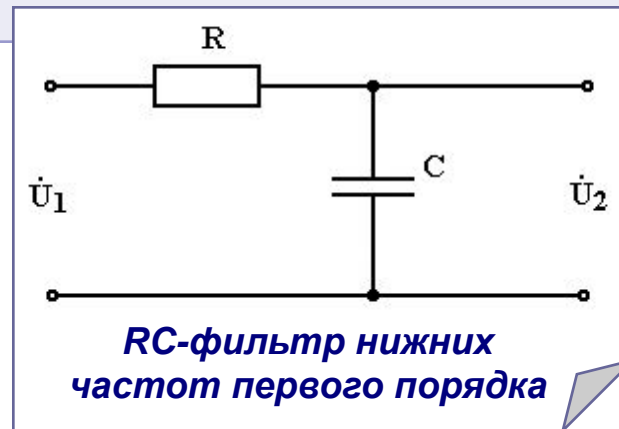 R
C
U̇1
U̇2
RC-фильтр нижних
частот первого порядка